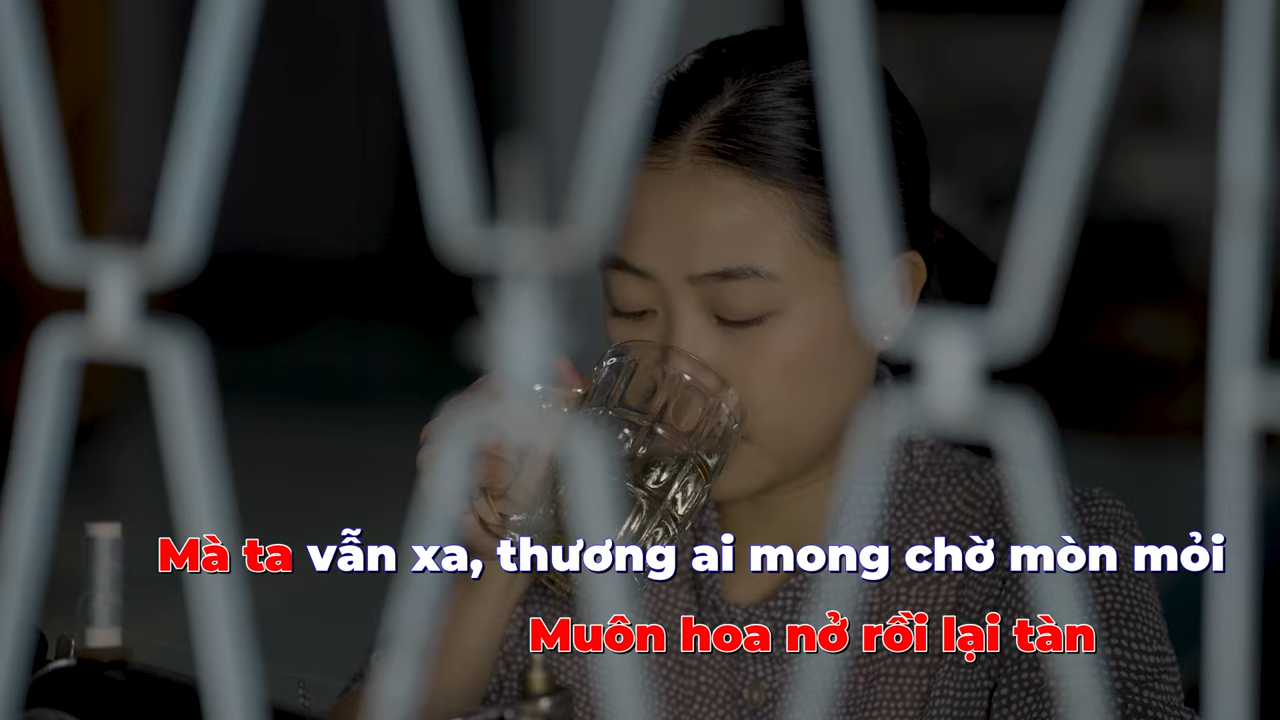 Mà ta vẫn xa, thương ai mong chờ mòn mỏi
Muôn hoa nở rồi lại tàn